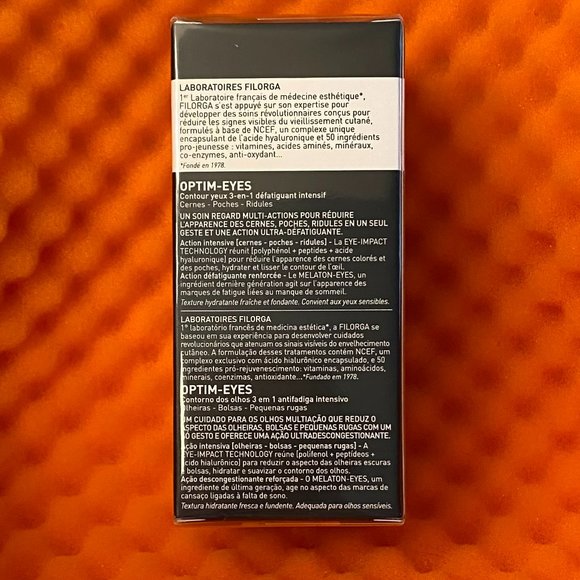 LABORATOIRES FILORGA
1er Laboratoire français de médecine esthétique*,
FILORGA s'est appuyé sur son expertise pour
développer des soins révolutionnaires conçus pour
réduire les signes visibles du vieillissement cutané,
formulés à base de NCEF, un complexe unique
encapsulant de l'acide hyaluronique et 50 ingrédients
pro-jeunesse : vitamines, acides aminés, minéraux,
co-enzymes, anti-oxydant...
*Fondé en 1978.
OPTIM-EYES
Contour yeux 3-en-1 défatiguant intensif
Cernes - Poches - Ridules
UN SOIN REGARD MULTI-ACTIONS POUR RÉDUIRE
L'APPARENCE DES CERNES, POCHES, RIDULES EN UN SEUL
GESTE ET UNE ACTION ULTRA-DÉFATIGUANTE.
Action intensive [cernes - poches - ridules] - La EYE-IMPACT
TECHNOLOGY réunit [polyphénol + peptides + acide
hyaluronique] pour réduire l'apparence des cernes colorés et
des poches, hydrater et lisser le contour de l'œil.
Action défatiguante renforcée - Le MELATON-EYES, un
ingrédient dernière génération agit sur l'apparence des
marques de fatigue liées au manque de sommeil.
Texture hydratante fraîche et fondante. Convient aux yeux sensibles.
LABORATOIRES FILORGA
1º laboratório francês de medicina estética*, a FILORGA se
baseou em sua experiência para desenvolver cuidados
revolucionários que atenuam os sinais visíveis do envelhecimento
cutâneo. A formulação desses tratamentos contém NCEF, um
complexo exclusivo com ácido hialurônico encapsulado, e 50
ingredientes pró-rejuvenescimento: vitaminas, aminoácidos,
minerais, coenzimas, antioxidante...*Fundado em 1978.
OPTIM-EYES
Contorno dos olhos 3 em 1 antifadiga intensivo
Olheiras - Bolsas - Pequenas rugas
UM CUIDADO PARA OS OLHOS MULTIAÇÃO QUE REDUZ O
ASPECTO DAS OLHEIRAS, BOLSAS E PEQUENAS RUGAS COM UM
SÓ GESTO E OFERECE UMA AÇÃO ULTRADESCONGESTIONANTE.
Ação intensiva [olheiras - bolsas - pequenas rugas] - A
EYE-IMPACT TECHNOLOGY reúne [polifenol + peptídeos +
ácido hialurônico] para reduzir o aspecto das olheiras escuras
e bolsas, hidratar e suavizar o contorno dos olhos.
Ação descongestionante reforçada - O MELATON-EYES, um
ingrediente de última geração, age no aspecto das marcas de
cansaço ligadas à falta de sono.
Textura hidratante fresca e fundente. Adequada para olhos sensíveis.